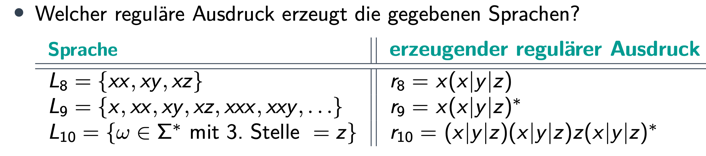 • Welcher reguläre Ausdruck erzeugt die gegebenen Sprachen?
Sprache erzeugender regulärer Ausdruck
L₈ = {xx, xy, xz} r₈ = x(x|y|z)
L₉ = {x, xx, xy, xz, xxx, xxy, . . .} r₉ = x(x|y|z)*
L₁₀ = {ω ∈ Σ* mit 3. Stelle = z} r₁₀ = (x|y|z)(x|y|z)z(x|y|z)*